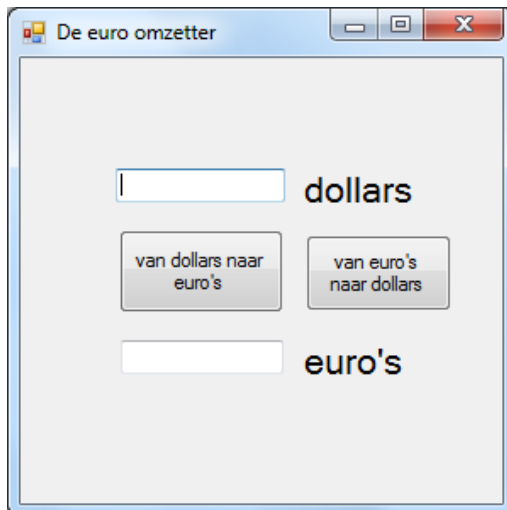 De euro omzetter
dollars
van dollars naar
euro's
van euro's
naar dollars
euro's